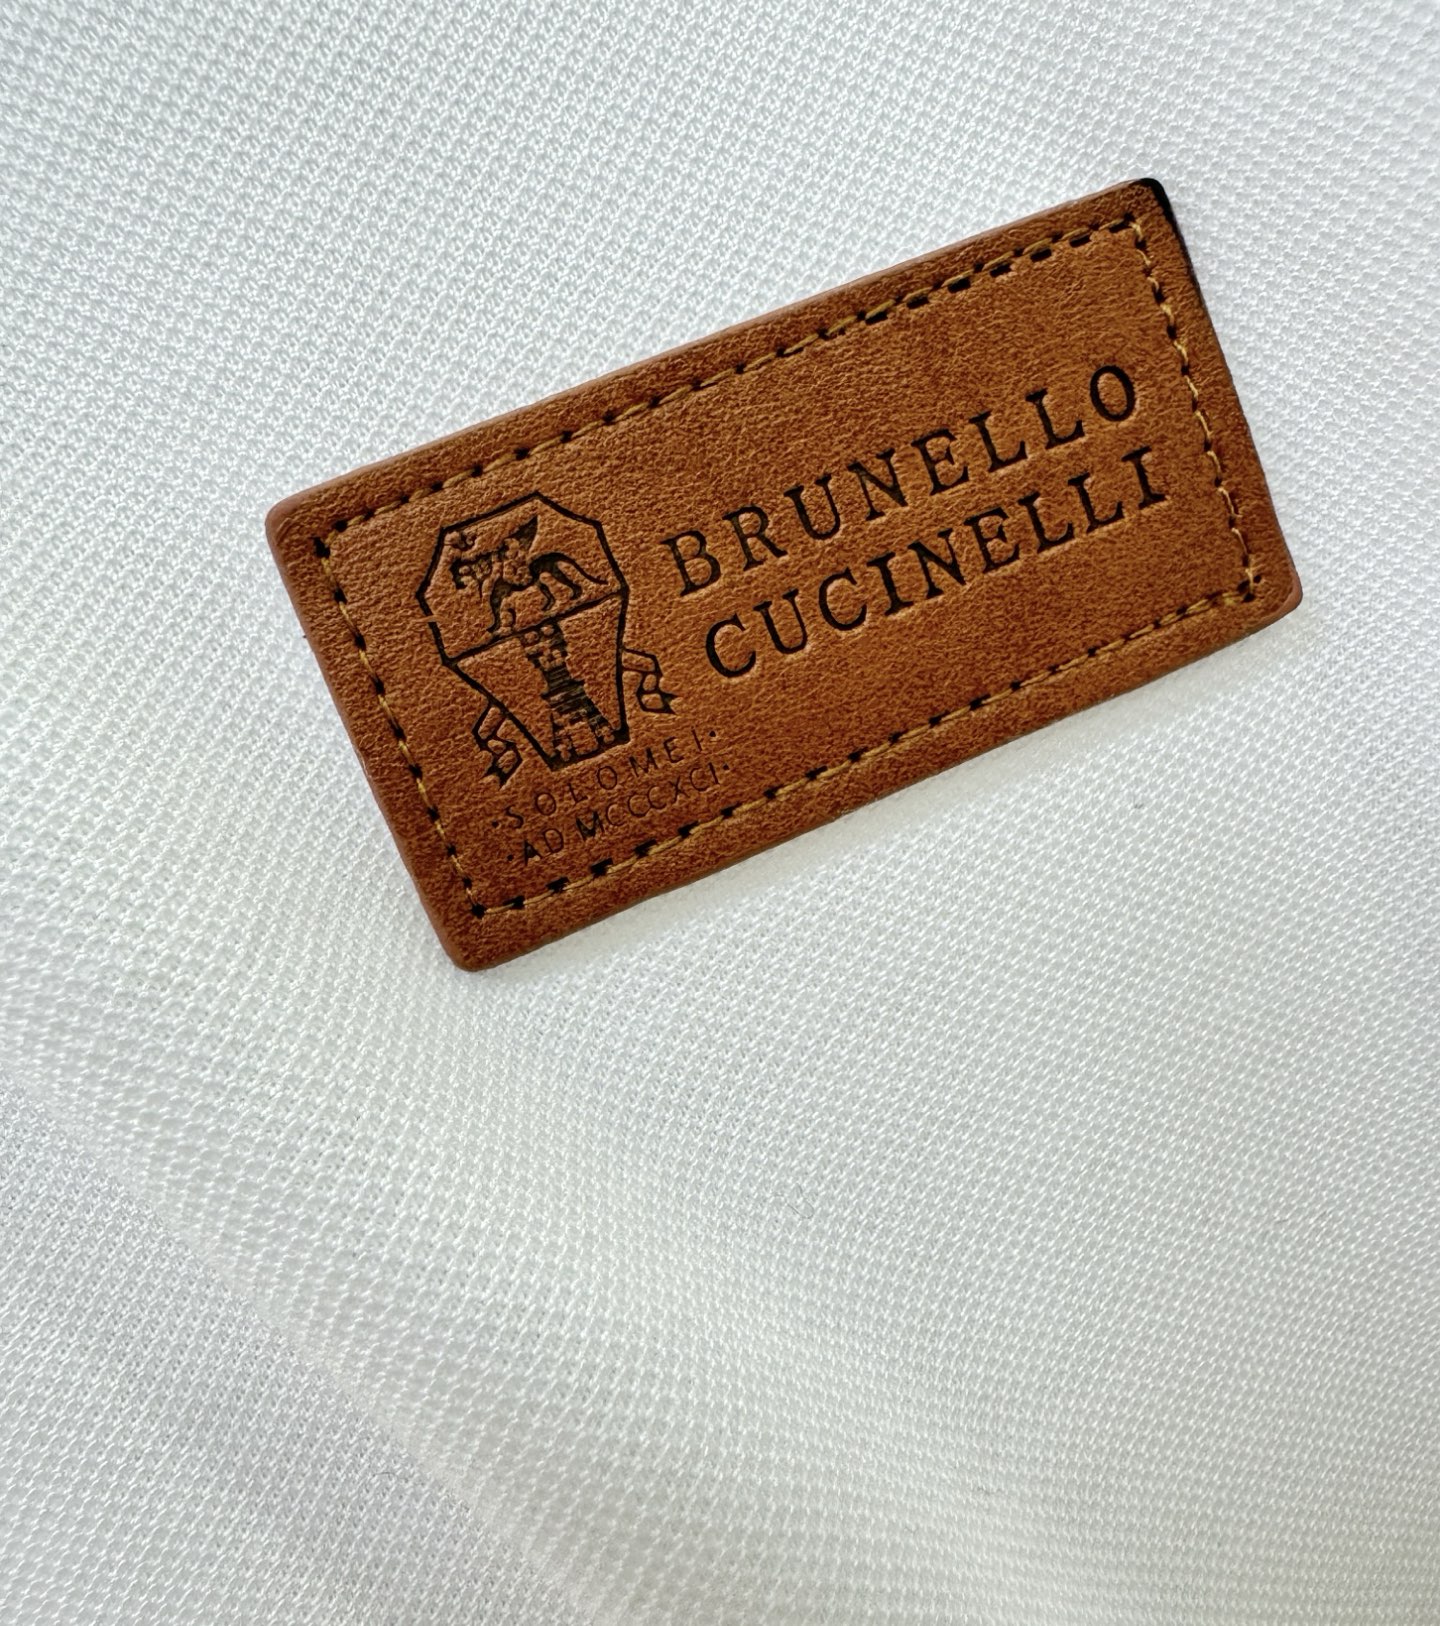 BRUNELLO
CUCINELLI
·SOLOMEI·
·AD MCCCXCI·